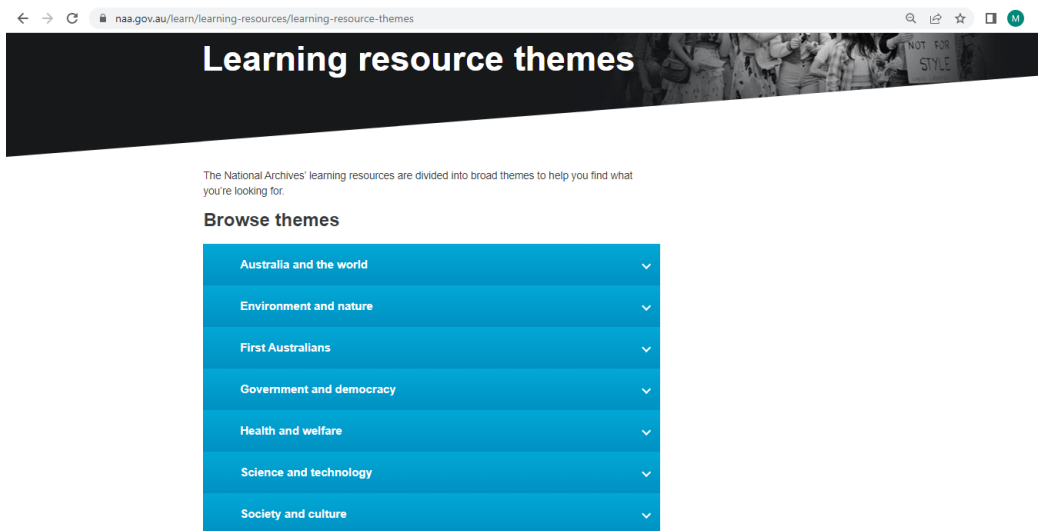 naa.gov.au/learn/learning-resources/learning-resource-themes
M
Learning resource themes
NOT FOR
STYLE
The National Archives' learning resources are divided into broad themes to help you find what
you're looking for.
Browse themes
Australia and the world
Environment and nature
First Australians
Government and democracy
Health and welfare
Science and technology
Society and culture